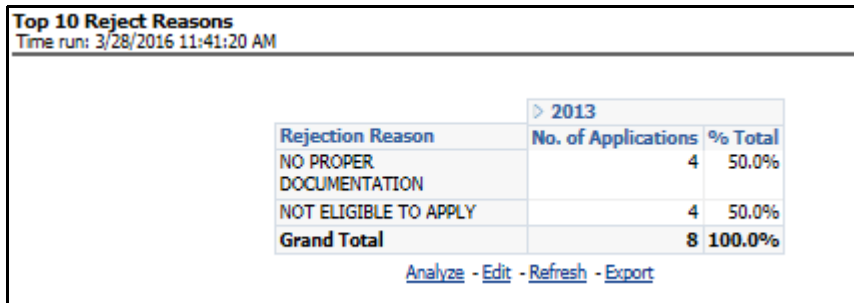 Top 10 Reject Reasons
Time run: 3/28/2016 11:41:20 AM
> 2013
Rejection Reason No. of Applications % Total
NO PROPER DOCUMENTATION 4 50.0%
NOT ELIGIBLE TO APPLY 4 50.0%
Grand Total 8 100.0%
Analyze - Edit - Refresh - Export